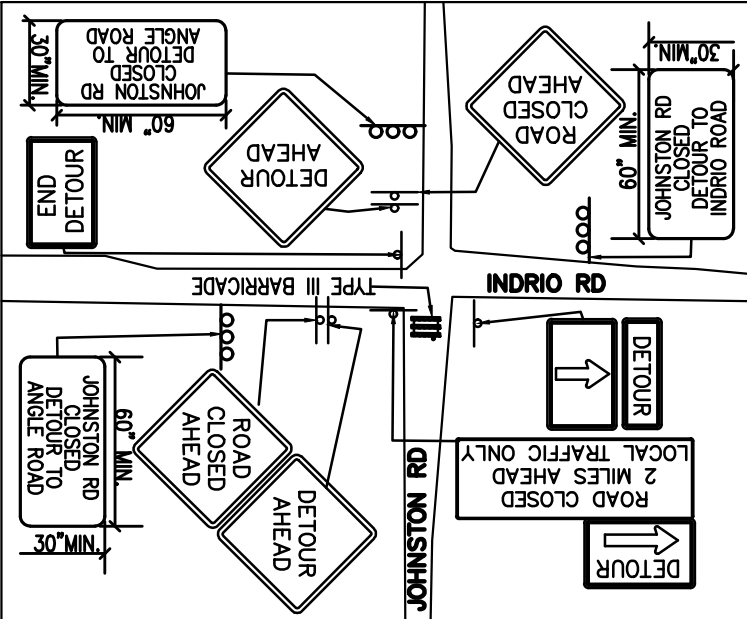 JOHNSTON RD
CLOSED
DETOUR TO
ANGLE ROAD
30"MIN.
60" MIN.
DETOUR
AHEAD
ROAD
CLOSED
AHEAD
30"MIN.
60" MIN.
JOHNSTON RD
CLOSED
DETOUR TO
INDRIO ROAD
END
DETOUR
TYPE III BARRICADE
INDRIO RD
JOHNSTON RD
CLOSED
DETOUR TO
ANGLE ROAD
60" MIN.
30"MIN.
ROAD
CLOSED
AHEAD
DETOUR
AHEAD
JOHNSTON RD
DETOUR
ROAD CLOSED
2 MILES AHEAD
LOCAL TRAFFIC ONLY
DETOUR